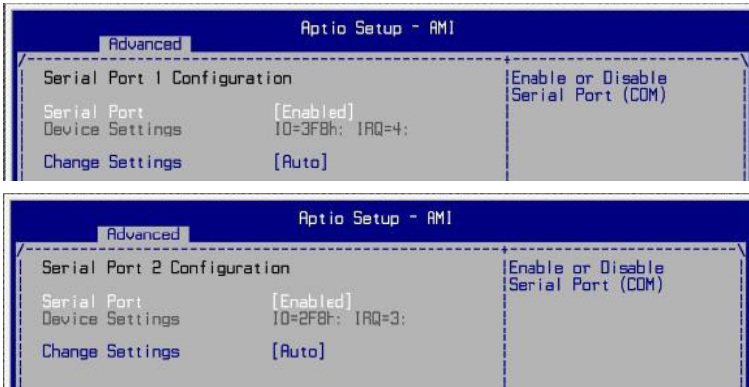 Aptio Setup - AMI
Advanced
Serial Port 1 Configuration
Enable or Disable
Serial Port (COM)
Serial Port [Enabled]
Device Settings IO=3F8h; IRQ=4;
Change Settings [Auto]
Aptio Setup - AMI
Advanced
Serial Port 2 Configuration
Enable or Disable
Serial Port (COM)
Serial Port [Enabled]
Device Settings IO=2F8h; IRQ=3;
Change Settings [Auto]